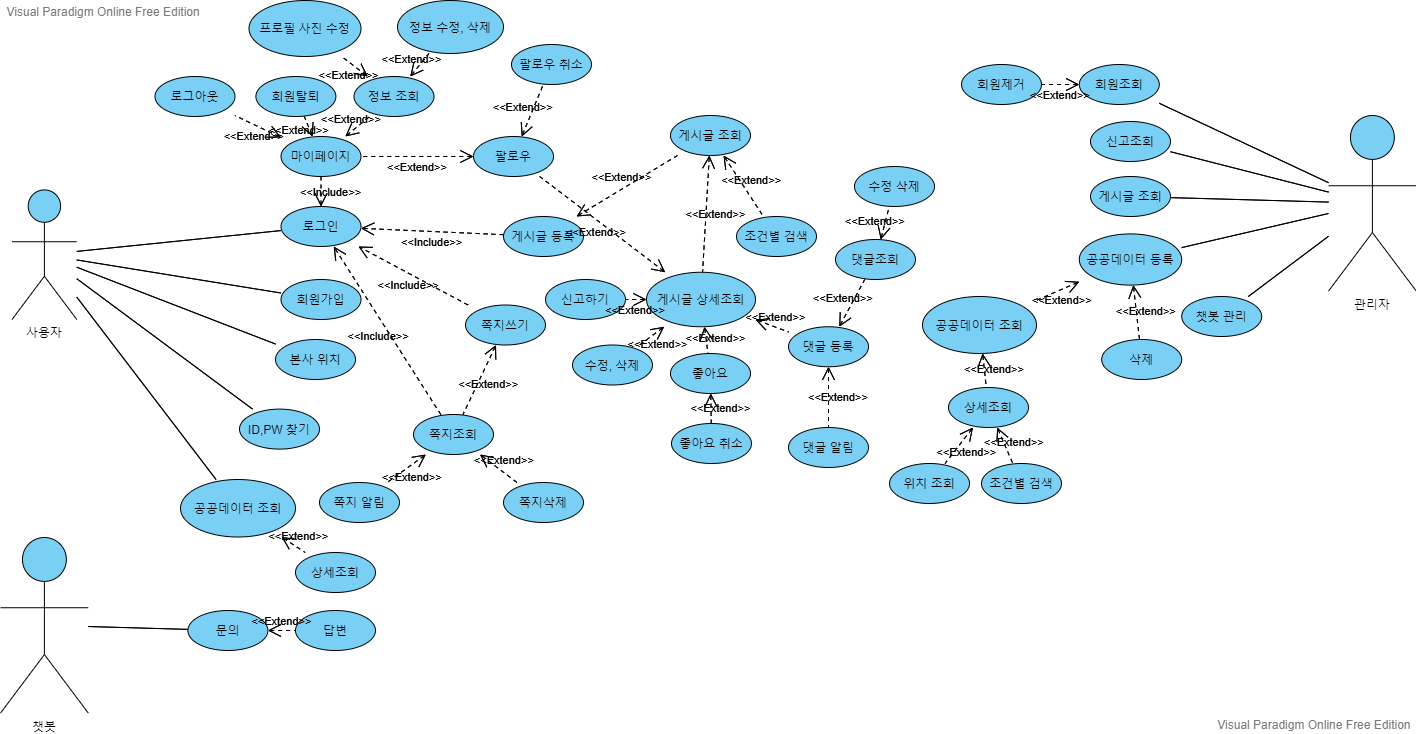 Visual Paradigm Online Free Edition
프로필 사진 수정
정보 수정, 삭제
<<Extend>>
<<Extend>>
팔로우 취소
로그아웃
회원탈퇴
정보 조회
<<Extend>>
<<Extend>>
<<Extend>>
<<Extend>>
마이페이지
<<Extend>>
팔로우
게시글 조회
<<Extend>>
<<Extend>>
<<Include>>
로그인
<<Include>>
게시글 등록
<<Extend>>
<<Extend>>
조건별 검색
수정 삭제
<<Extend>>
댓글조회
<<Extend>>
사용자
회원가입
<<Include>>
신고하기
<<Extend>>
게시글 상세조회
<<Extend>>
쪽지쓰기
<<Include>>
본사 위치
수정, 삭제
<<Extend>>
<<Extend>>
댓글 등록
좋아요
<<Extend>>
<<Extend>>
<<Extend>>
ID,PW 찾기
쪽지조회
좋아요 취소
댓글 알림
<<Extend>>
<<Extend>>
쪽지 알림
쪽지삭제
공공데이터 조회
<<Extend>>
상세조회
챗봇
문의
<<Extend>>
답변
회원제거
<<Extend>>
회원조회
신고조회
게시글 조회
공공데이터 등록
<<Extend>>
<<Extend>>
관리자
챗봇 관리
공공데이터 조회
삭제
<<Extend>>
상세조회
<<Extend>>
<<Extend>>
위치 조회
조건별 검색
Visual Paradigm Online Free Edition